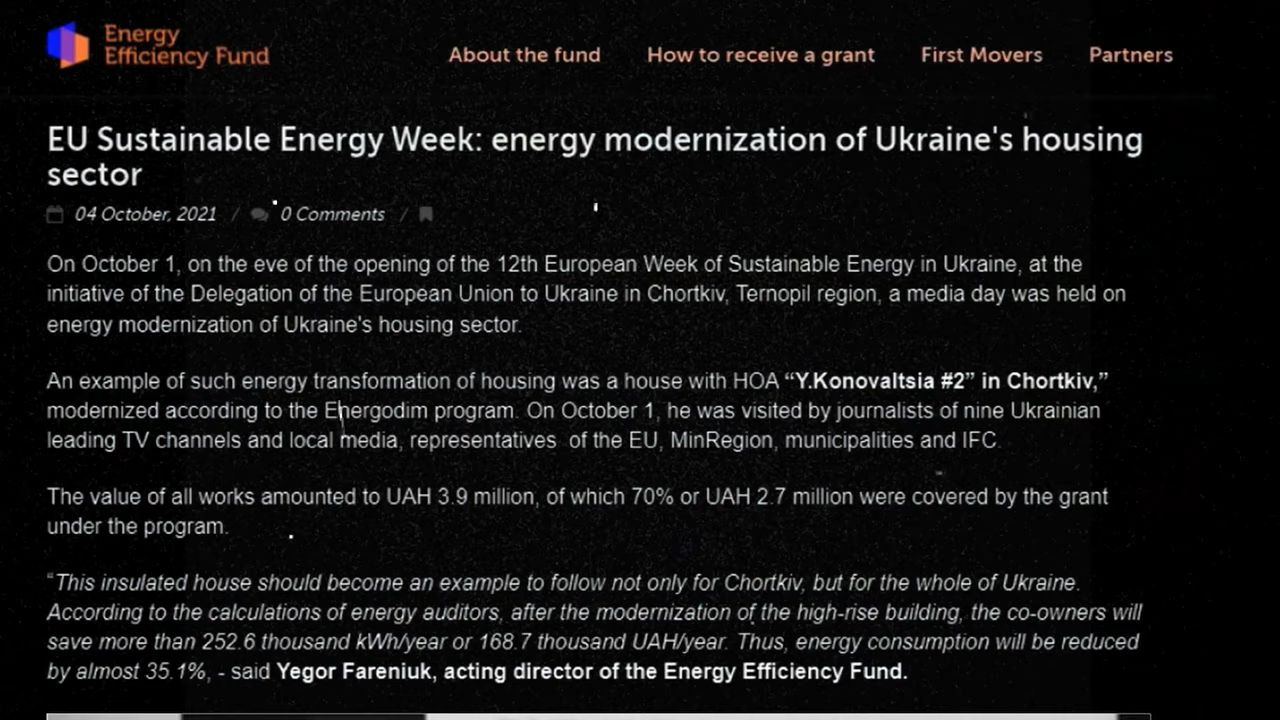 Energy
Efficiency Fund
About the fund
How to receive a grant
First Movers
Partners
EU Sustainable Energy Week: energy modernization of Ukraine's housing
sector
04 October, 2021 / 0 Comments /
On October 1, on the eve of the opening of the 12th European Week of Sustainable Energy in Ukraine, at the
initiative of the Delegation of the European Union to Ukraine in Chortkiv, Ternopil region, a media day was held on
energy modernization of Ukraine's housing sector.
An example of such energy transformation of housing was a house with HOA “Y.Konovaltsia #2” in Chortkiv,”
modernized according to the Energodim program. On October 1, he was visited by journalists of nine Ukrainian
leading TV channels and local media, representatives of the EU, MinRegion, municipalities and IFC.
The value of all works amounted to UAH 3.9 million, of which 70% or UAH 2.7 million were covered by the grant
under the program.
“This insulated house should become an example to follow not only for Chortkiv, but for the whole of Ukraine.
According to the calculations of energy auditors, after the modernization of the high-rise building, the co-owners will
save more than 252.6 thousand kWh/year or 168.7 thousand UAH/year. Thus, energy consumption will be reduced
by almost 35.1%, - said Yegor Fareniuk, acting director of the Energy Efficiency Fund.